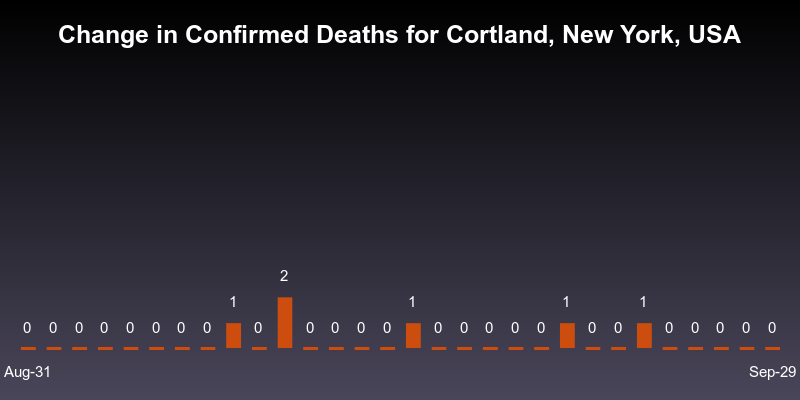 Change in Confirmed Deaths for Cortland, New York, USA
2
1 1 1 1
0 0 0 0 0 0 0 0 0 0 0 0 0 0 0 0 0 0 0 0 0 0 0 0 0
Aug-31 Sep-29